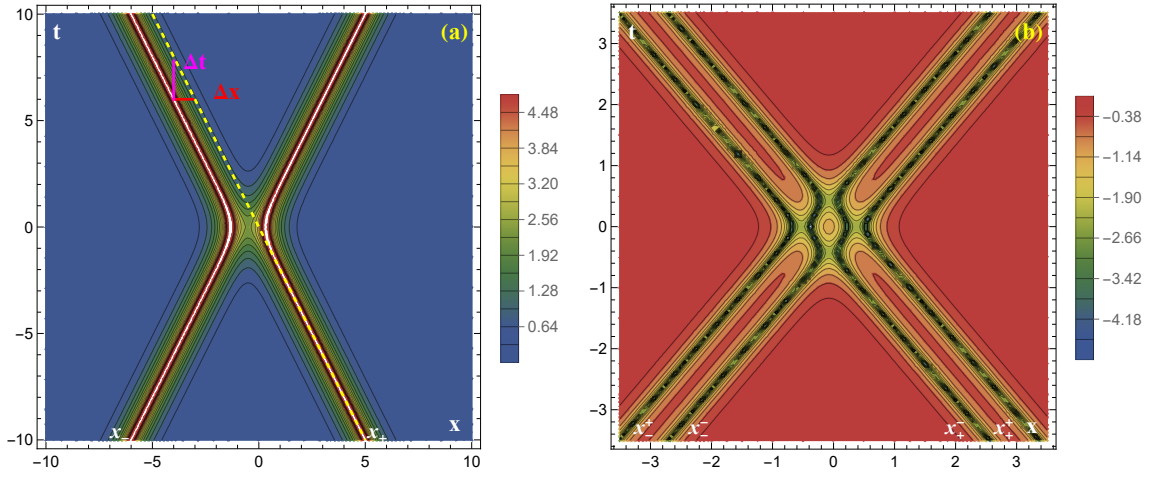 t
(a)
Δt
Δx
x₋
x₊
x
10
5
0
−5
−10
−10
−5
0
5
10
4.48
3.84
3.20
2.56
1.92
1.28
0.64
t
(b)
3
2
1
0
−1
−2
−3
x₋⁺
x₋⁻
x₊⁻
x₊⁺
x
−3
−2
−1
0
1
2
3
−0.38
−1.14
−1.90
−2.66
−3.42
−4.18